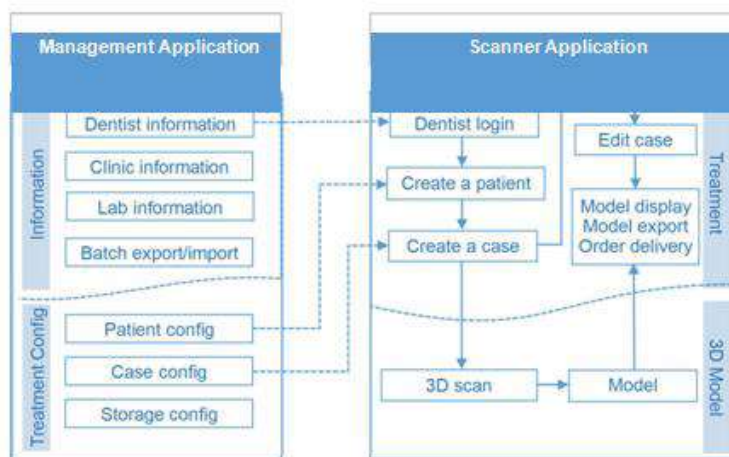 Management Application
Information
Dentist information
Clinic information
Lab information
Batch export/import
Treatment Config
Patient config
Case config
Storage config
Scanner Application
Dentist login
Create a patient
Create a case
Edit case
Model display
Model export
Order delivery
Treatment
3D scan
Model
3D Model